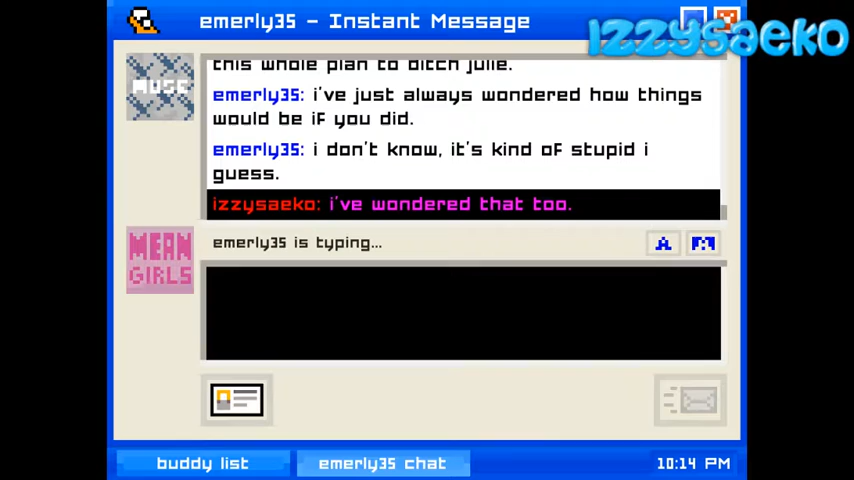 emerly35 - Instant Message
IZZYSAEKO
this whole plan to ditch julie.
MUSE
emerly35: i've just always wondered how things
would be if you did.
emerly35: i don't know, it's kind of stupid i
guess.
izzysaeko: i've wondered that too.
emerly35 is typing...
A
MEAN
GIRLS
buddy list
emerly35 chat
10:14 PM